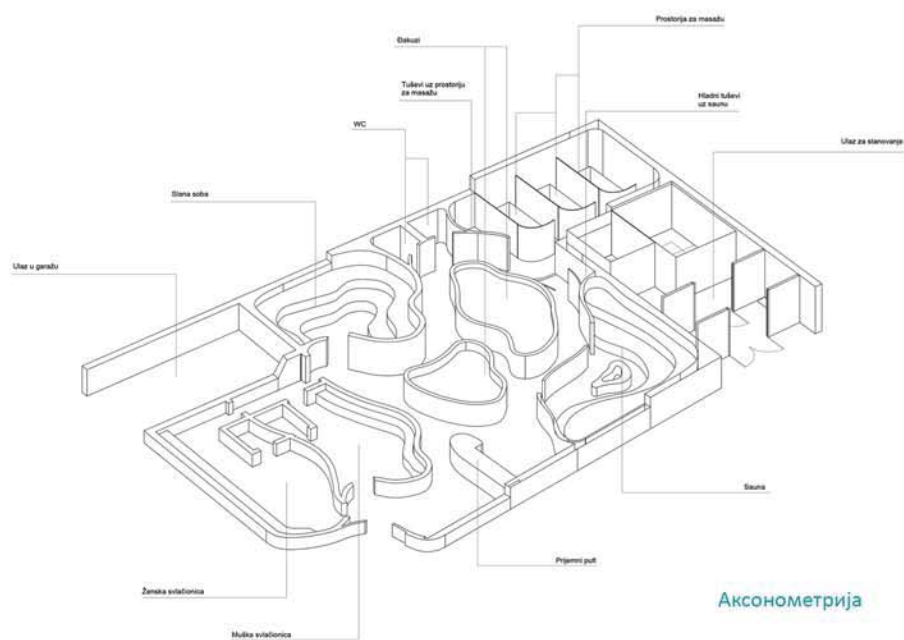 Prostorija za masažu
Đakuzi
Tuševi uz prostoriju
za masažu
Hladni tuševi
uz saunu
WC
Ulaz za stanovanje
Slana soba
Ulaz u garažu
Sauna
Prijemni pult
Ženska svlačionica
Muška svlačionica
Аксонометрија